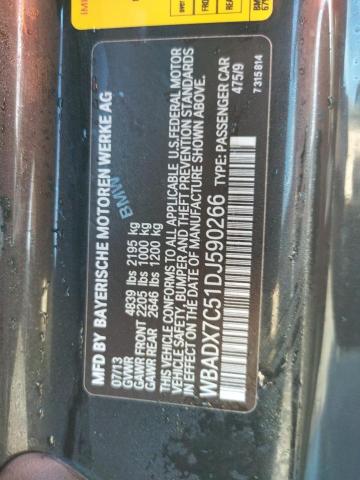 MFD BY BAYERISCHE MOTOREN WERKE AG
07/13
BMW
GVWR 4839 lbs 2195 kg
GAWR FRONT 2205 lbs 1000 kg
GAWR REAR 2646 lbs 1200 kg
THIS VEHICLE CONFORMS TO ALL APPLICABLE U.S.FEDERAL MOTOR
VEHICLE SAFETY, BUMPER AND THEFT PREVENTION STANDARDS
IN EFFECT ON THE DATE OF MANUFACTURE SHOWN ABOVE.
WBADX7C51DJ590266 TYPE: PASSENGER CAR
475/9
7 315 814